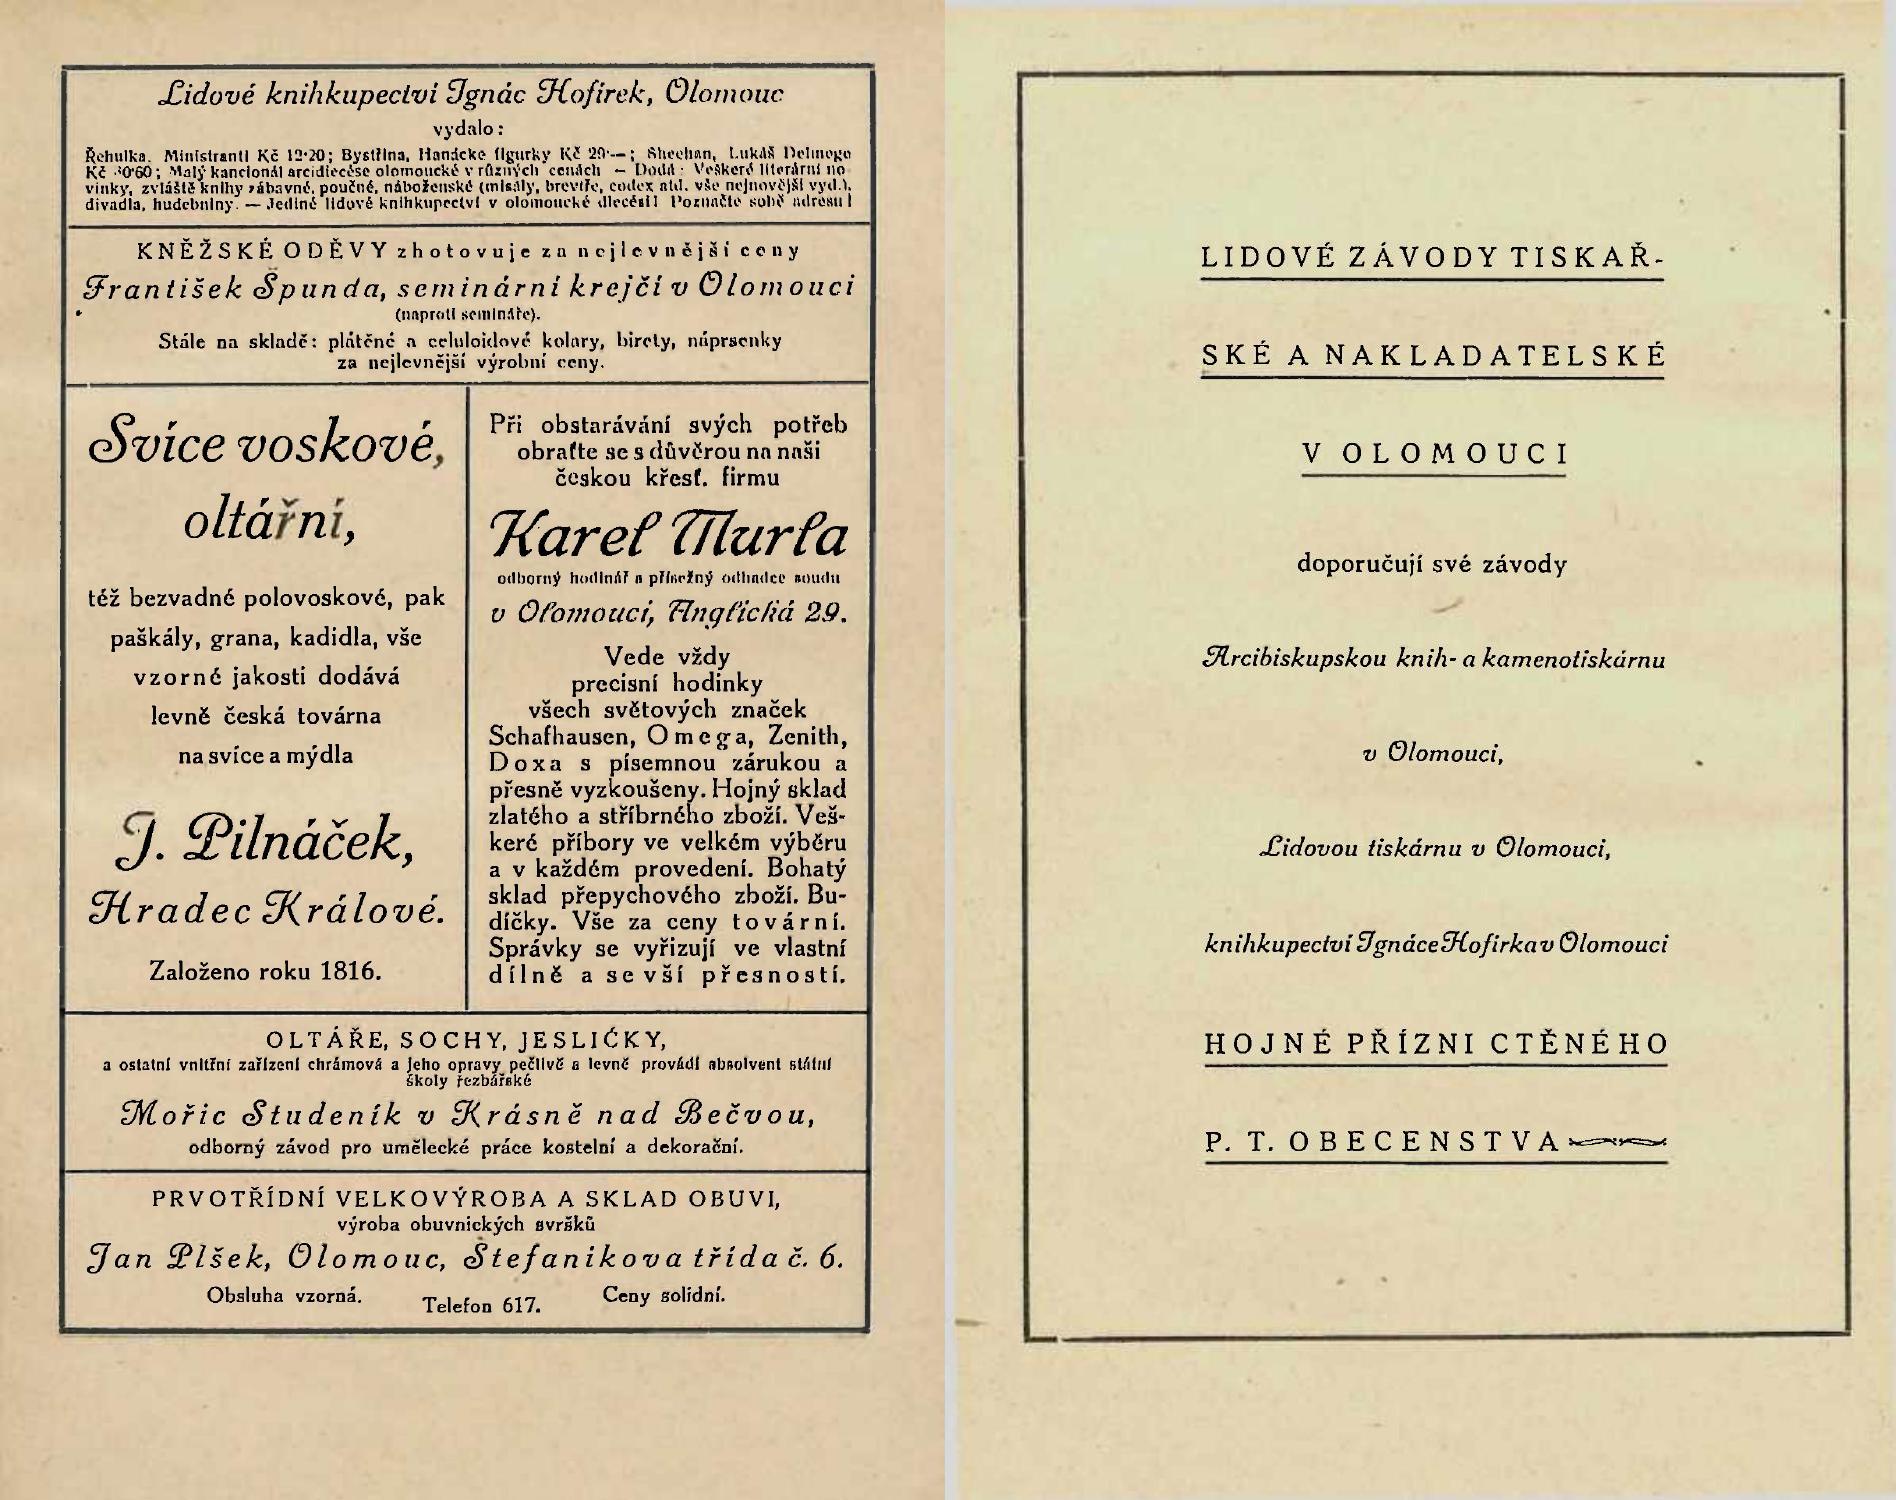 Lidové knihkupectví Ignác Hofírek, Olomouc
vydalo:
Řehulka, Ministranti Kč 12·20; Bystřina, Hanácké figurky Kč 20·—; Sheehan, Lukáš Delmege
Kč 30·60; Malý kancionál arcidiecése olomoucké v různých cenách — Dodá: Veškeré literární no
vinky, zvláště knihy zábavné, poučné, náboženské (misály, brevíře, codex atd. vše nejnovější vyd.),
divadla, hudebniny. — Jediné lidové knihkupectví v olomoucké diecési! Poznačte sobě adresu!
KNĚŽSKÉ ODĚVY zhotovuje za nejlevnější ceny
František Špunda, seminární krejčí v Olomouci
(naproti semináře).
Stále na skladě: plátěné a celuloidové kolary, birety, náprsenky
za nejlevnější výrobní ceny.
Svíce voskové,
oltářní,
též bezvadné polovoskové, pak
paškály, grana, kadidla, vše
vzorné jakosti dodává
levně česká továrna
na svíce a mýdla
J. Pilnáček,
Hradec Králové.
Založeno roku 1816.
Při obstarávání svých potřeb
obraťte se s důvěrou na naši
českou křesť. firmu
Karel Murla
odborný hodinář a přísežný odhadce soudu
v Olomouci, Anglická 29.
Vede vždy
precisní hodinky
všech světových značek
Schafhausen, Omega, Zenith,
Doxa s písemnou zárukou a
přesně vyzkoušeny. Hojný sklad
zlatého a stříbrného zboží. Veš-
keré příbory ve velkém výběru
a v každém provedení. Bohatý
sklad přepychového zboží. Bu-
díčky. Vše za ceny tovární.
Správky se vyřizují ve vlastní
dílně a se vší přesností.
OLTÁŘE, SOCHY, JESLIČKY,
a ostatní vnitřní zařízení chrámová a jeho opravy pečlivě a levně provádí absolvent státní
školy řezbářské
Mořic Studeník v Krásně nad Bečvou,
odborný závod pro umělecké práce kostelní a dekorační.
PRVOTŘÍDNÍ VELKOVÝROBA A SKLAD OBUVI,
výroba obuvnických svršků
Jan Plšek, Olomouc, Štefanikova třída č. 6.
Obsluha vzorná. Telefon 617. Ceny solidní.
LIDOVÉ ZÁVODY TISKAŘ-
SKÉ A NAKLADATELSKÉ
V OLOMOUCI
doporučují své závody
Arcibiskupskou knih- a kamenotiskárnu
v Olomouci,
Lidovou tiskárnu v Olomouci,
knihkupectví Ignáce Hofírka v Olomouci
HOJNÉ PŘÍZNI CTĚNÉHO
P. T. OBECENSTVA